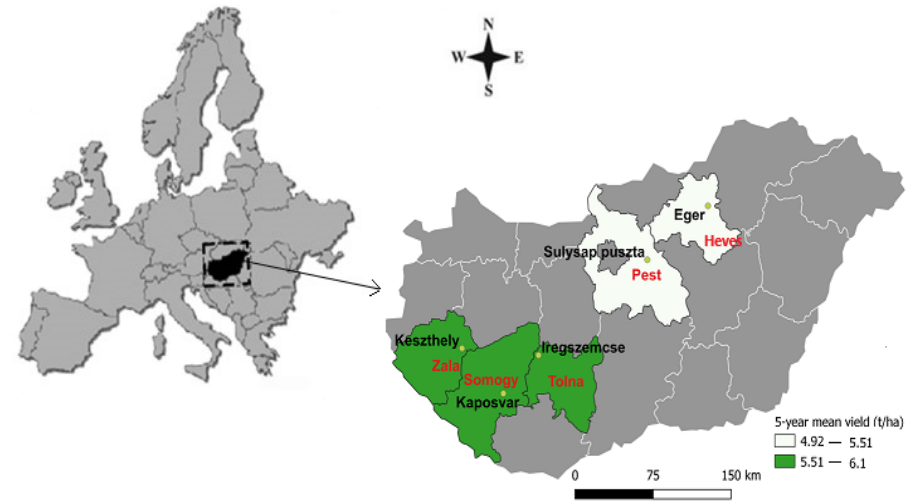 N
W E
S
Eger
Heves
Sulysap puszta
Pest
Keszthely
Iregszemcse
Zala
Somogy
Tolna
Kaposvar
5-year mean yield (t/ha)
4.92 — 5.51
5.51 — 6.1
0 75 150 km